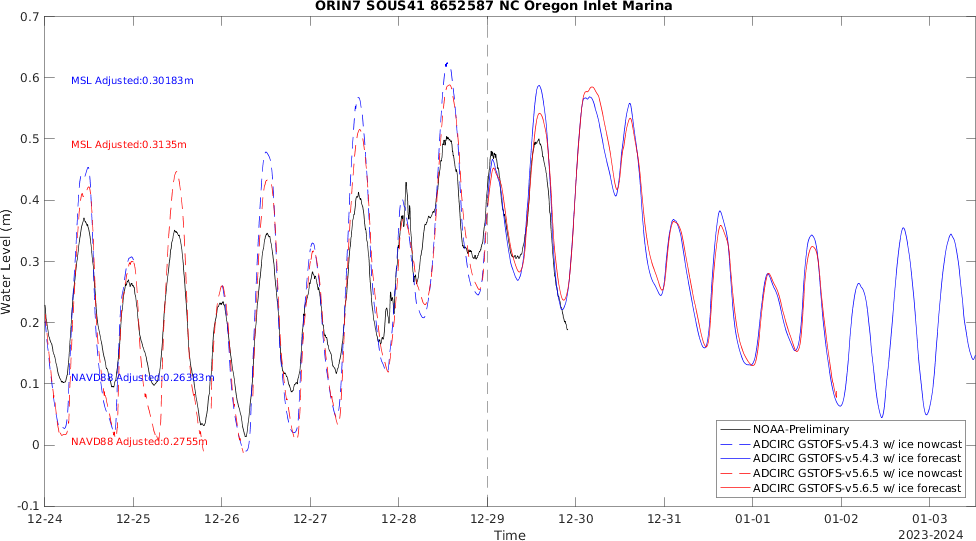 ORIN7 SOUS41 8652587 NC Oregon Inlet Marina
0.7
0.6
0.5
0.4
0.3
0.2
0.1
0
-0.1
Water Level (m)
MSL Adjusted:0.30183m
MSL Adjusted:0.3135m
NAVD88 Adjusted:0.26383m
NAVD88 Adjusted:0.2755m
NOAA-Preliminary
ADCIRC GSTOFS-v5.4.3 w/ ice nowcast
ADCIRC GSTOFS-v5.4.3 w/ ice forecast
ADCIRC GSTOFS-v5.6.5 w/ ice nowcast
ADCIRC GSTOFS-v5.6.5 w/ ice forecast
12-24 12-25 12-26 12-27 12-28 12-29 12-30 12-31 01-01 01-02 01-03
Time
2023-2024